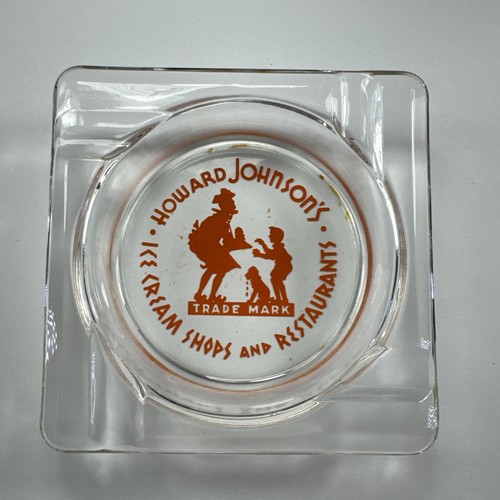 HOWARD JOHNSON'S
ICE CREAM SHOPS AND RESTAURANTS
TRADE MARK